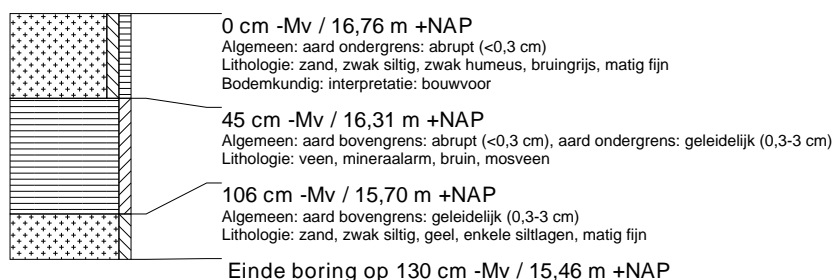 0 cm -Mv / 16,76 m +NAP
Algemeen: aard ondergrens: abrupt (<0,3 cm)
Lithologie: zand, zwak siltig, zwak humeus, bruingrijs, matig fijn
Bodemkundig: interpretatie: bouwvoor
45 cm -Mv / 16,31 m +NAP
Algemeen: aard bovengrens: abrupt (<0,3 cm), aard ondergrens: geleidelijk (0,3-3 cm)
Lithologie: veen, mineraalarm, bruin, mosveen
106 cm -Mv / 15,70 m +NAP
Algemeen: aard bovengrens: geleidelijk (0,3-3 cm)
Lithologie: zand, zwak siltig, geel, enkele siltlagen, matig fijn
Einde boring op 130 cm -Mv / 15,46 m +NAP